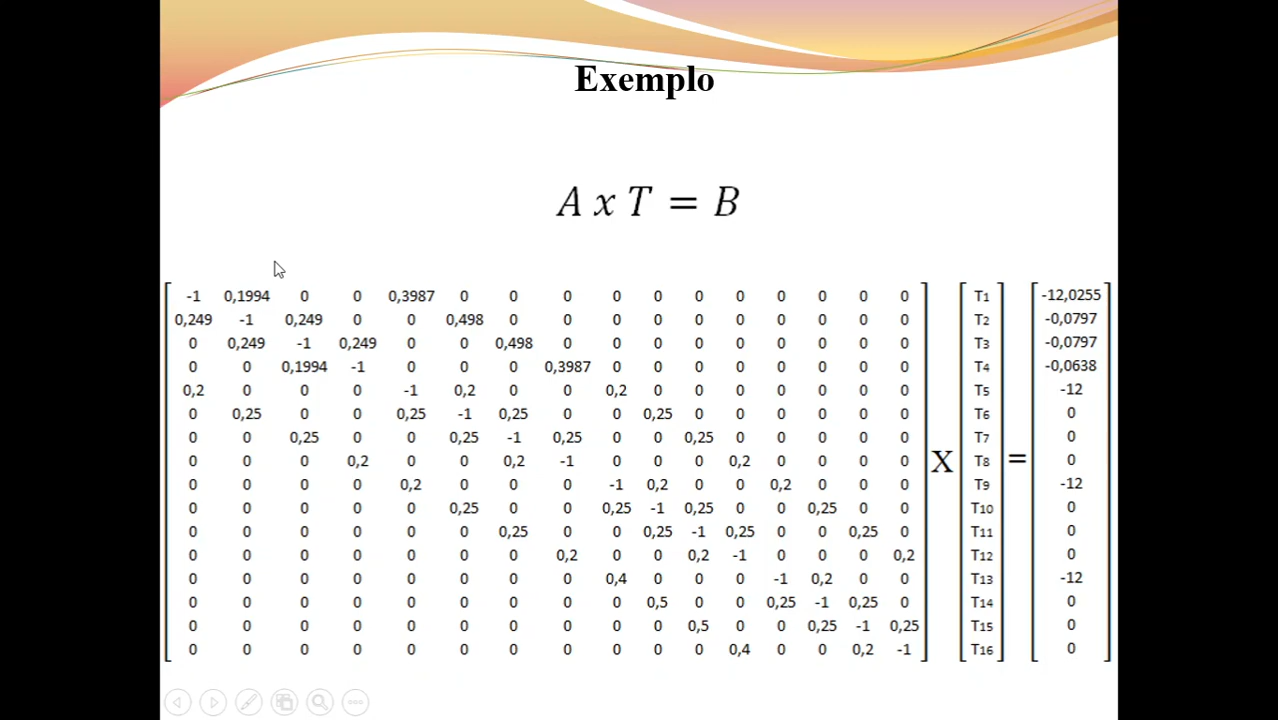 Exemplo
A x T = B
-1 0,1994 0 0 0,3987 0 0 0 0 0 0 0 0 0 0 0 T1 -12,0255
0,249 -1 0,249 0 0 0,498 0 0 0 0 0 0 0 0 0 0 T2 -0,0797
0 0,249 -1 0,249 0 0 0,498 0 0 0 0 0 0 0 0 0 T3 -0,0797
0 0 0,1994 -1 0 0 0 0,3987 0 0 0 0 0 0 0 0 T4 -0,0638
0,2 0 0 0 -1 0,2 0 0 0,2 0 0 0 0 0 0 0 T5 -12
0 0,25 0 0 0,25 -1 0,25 0 0 0,25 0 0 0 0 0 0 T6 0
0 0 0,25 0 0 0,25 -1 0,25 0 0 0,25 0 0 0 0 0 T7 0
0 0 0 0,2 0 0 0,2 -1 0 0 0 0,2 0 0 0 0 X T8 = 0
0 0 0 0 0,2 0 0 0 -1 0,2 0 0 0,2 0 0 0 T9 -12
0 0 0 0 0 0,25 0 0 0,25 -1 0,25 0 0 0,25 0 0 T10 0
0 0 0 0 0 0 0,25 0 0 0,25 -1 0,25 0 0 0,25 0 T11 0
0 0 0 0 0 0 0 0,2 0 0 0,2 -1 0 0 0 0,2 T12 0
0 0 0 0 0 0 0 0 0,4 0 0 0 -1 0,2 0 0 T13 -12
0 0 0 0 0 0 0 0 0 0,5 0 0 0,25 -1 0,25 0 T14 0
0 0 0 0 0 0 0 0 0 0 0,5 0 0 0,25 -1 0,25 T15 0
0 0 0 0 0 0 0 0 0 0 0 0,4 0 0 0,2 -1 T16 0